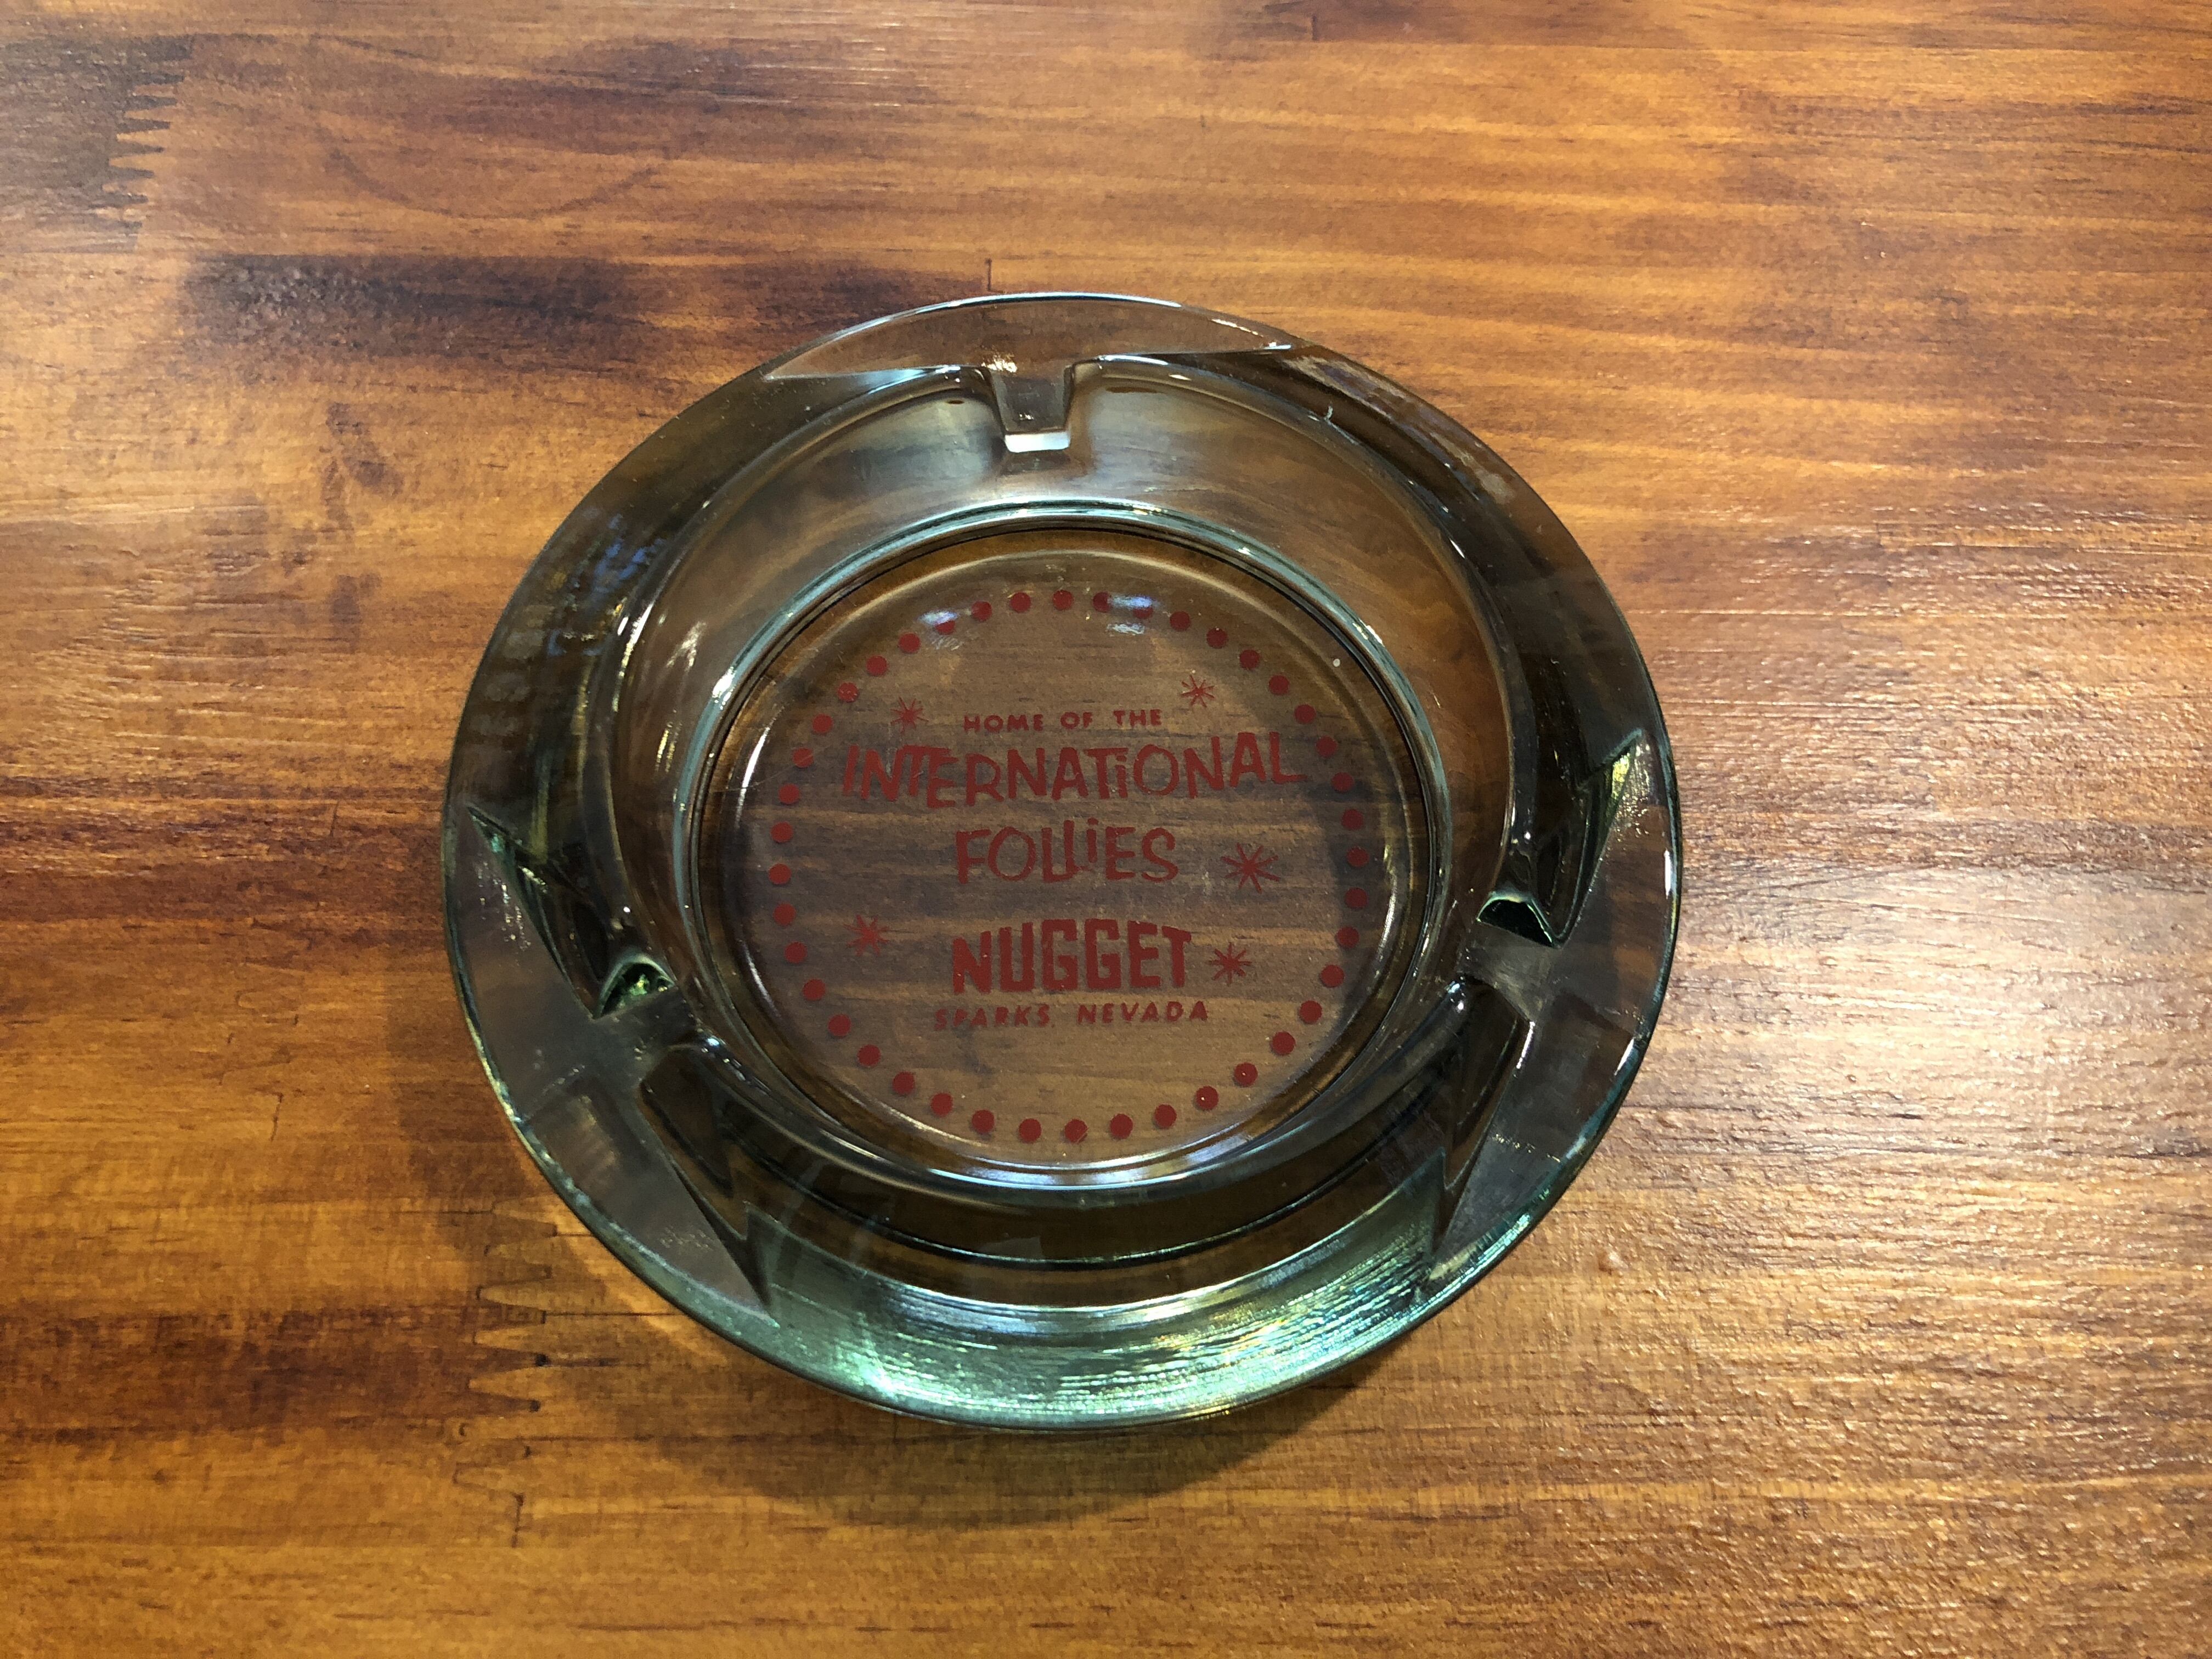 HOME OF THE
INTERNATiONAL
FOLLiES
NUGGET
SPARKS, NEVADA